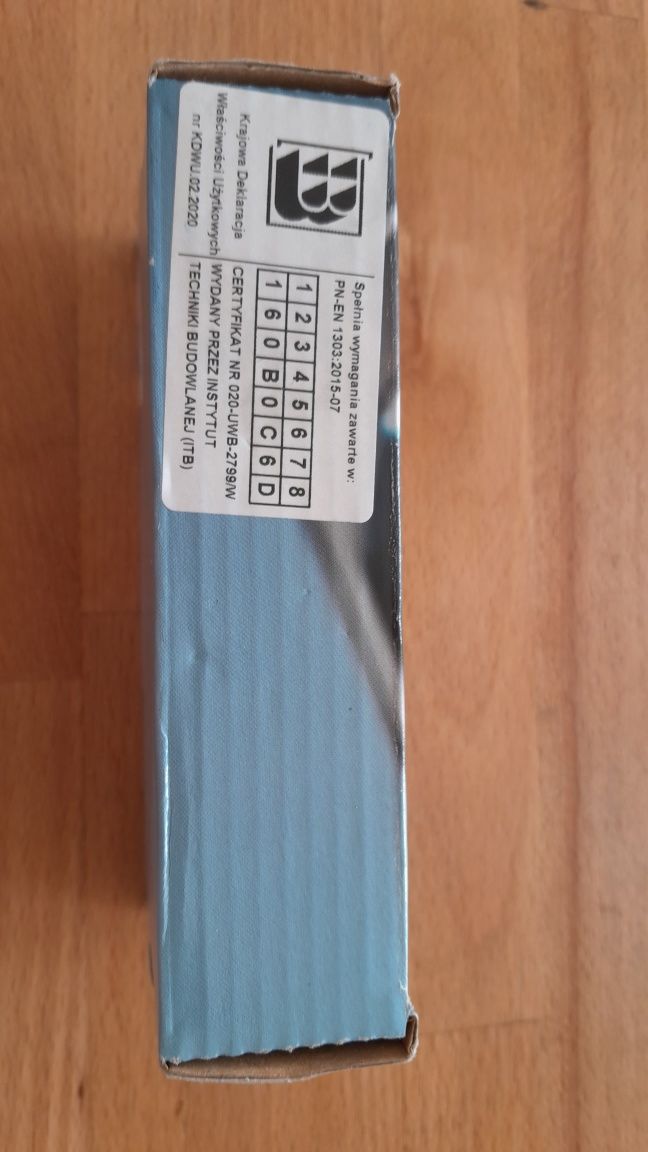 Spełnia wymagania zawarte w:
PN-EN 1303:2015-07
1 2 3 4 5 6 7 8
1 6 0 B 0 C 6 D
CERTYFIKAT NR 020-UWB-2799/W
WYDANY PRZEZ INSTYTUT
TECHNIKI BUDOWLANEJ (ITB)
Krajowa Deklaracja
Właściwości Użytkowych
nr KDWU.02.2020